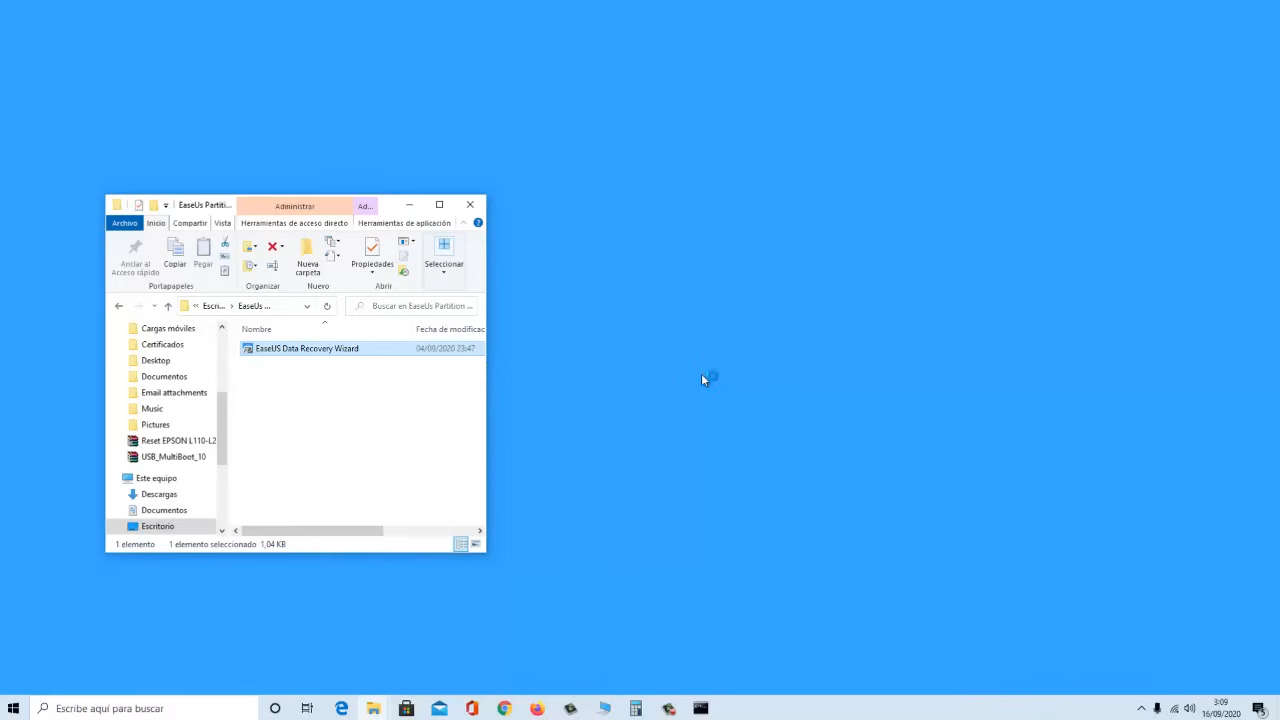 EaseUs Partiti...
Administrar
Ad...
Archivo
Inicio
Compartir
Vista
Herramientas de acceso directo
Herramientas de aplicación
Anclar al
Acceso rápido
Copiar
Pegar
Nueva
carpeta
Propiedades
Seleccionar
Portapapeles
Organizar
Nuevo
Abrir
« Escri... > EaseUs ...
Buscar en EaseUs Partition ...
Nombre
Fecha de modificac
Cargas móviles
Certificados
Desktop
Documentos
Email attachments
Music
Pictures
Reset EPSON L110-L2
USB_MultiBoot_10
Este equipo
Descargas
Documentos
Escritorio
EaseUS Data Recovery Wizard
04/09/2020 23:47
1 elemento
1 elemento seleccionado 1,04 KB
Escribe aquí para buscar
3:09
16/09/2020
5